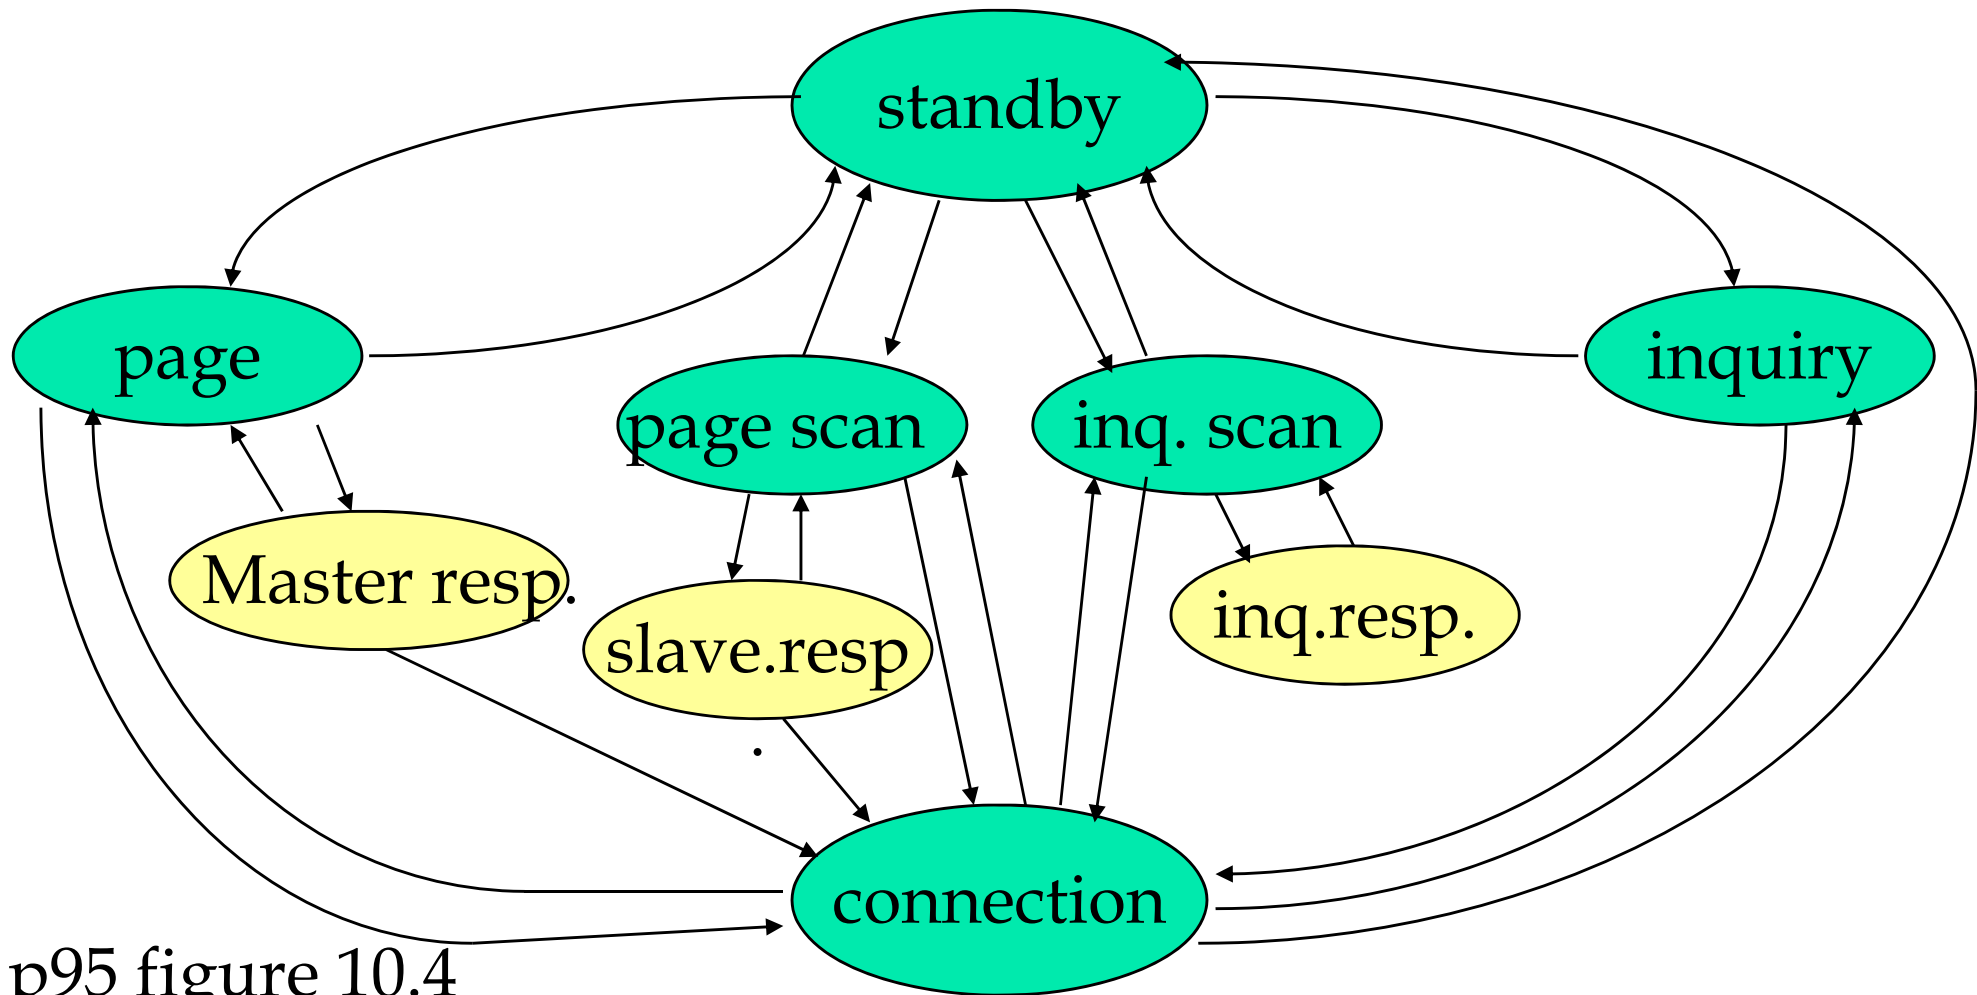 standby
page
inquiry
page scan
inq. scan
Master resp.
inq.resp.
slave.resp
.
connection
p95 figure 10.4